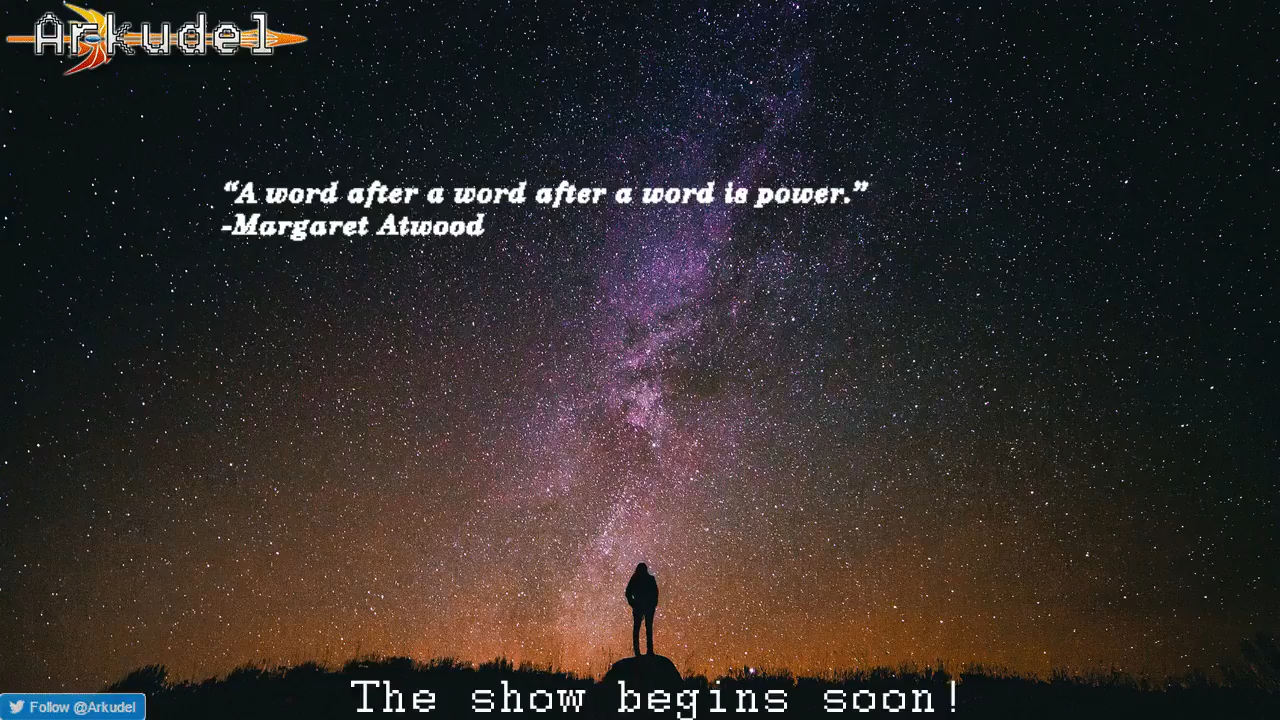 Arkudel
“A word after a word after a word is power.”
-Margaret Atwood
The show begins soon!
Follow @Arkudel